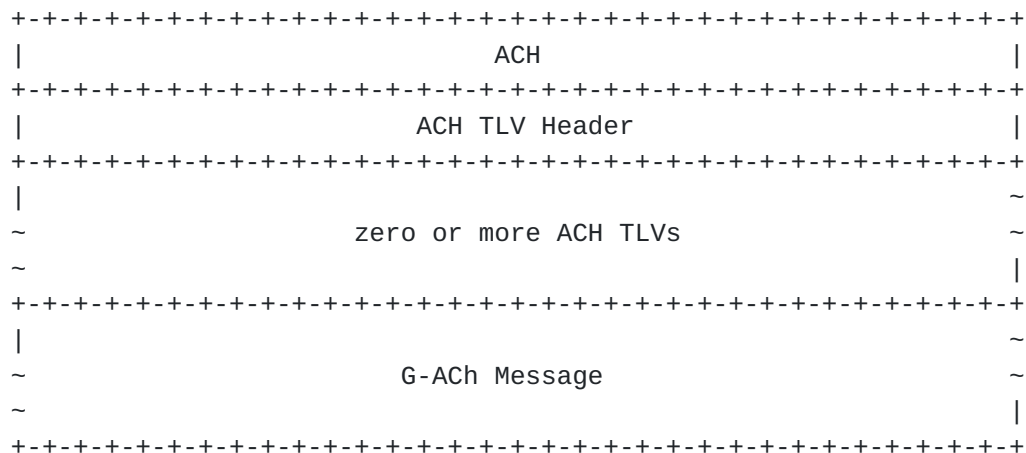 +-+-+-+-+-+-+-+-+-+-+-+-+-+-+-+-+-+-+-+-+-+-+-+-+-+-+-+-+-+-+-+-+
|                              ACH                              |
+-+-+-+-+-+-+-+-+-+-+-+-+-+-+-+-+-+-+-+-+-+-+-+-+-+-+-+-+-+-+-+-+
|                         ACH TLV Header                        |
+-+-+-+-+-+-+-+-+-+-+-+-+-+-+-+-+-+-+-+-+-+-+-+-+-+-+-+-+-+-+-+-+
|                                                               ~
~                     zero or more ACH TLVs                     ~
~                                                               |
+-+-+-+-+-+-+-+-+-+-+-+-+-+-+-+-+-+-+-+-+-+-+-+-+-+-+-+-+-+-+-+-+
|                                                               ~
~                        G-ACh Message                          ~
~                                                               |
+-+-+-+-+-+-+-+-+-+-+-+-+-+-+-+-+-+-+-+-+-+-+-+-+-+-+-+-+-+-+-+-+